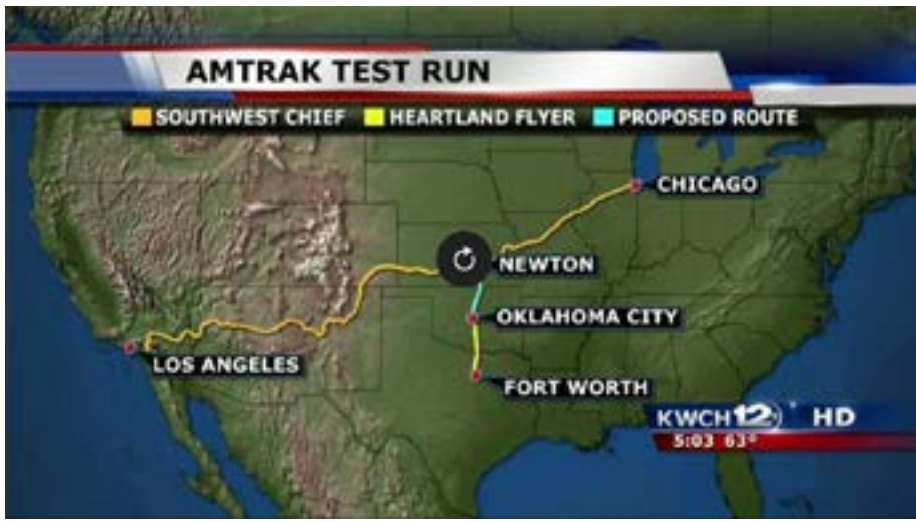 AMTRAK TEST RUN
SOUTHWEST CHIEF HEARTLAND FLYER PROPOSED ROUTE
CHICAGO
NEWTON
OKLAHOMA CITY
LOS ANGELES
FORT WORTH
KWCH 12 HD
5:03 63°